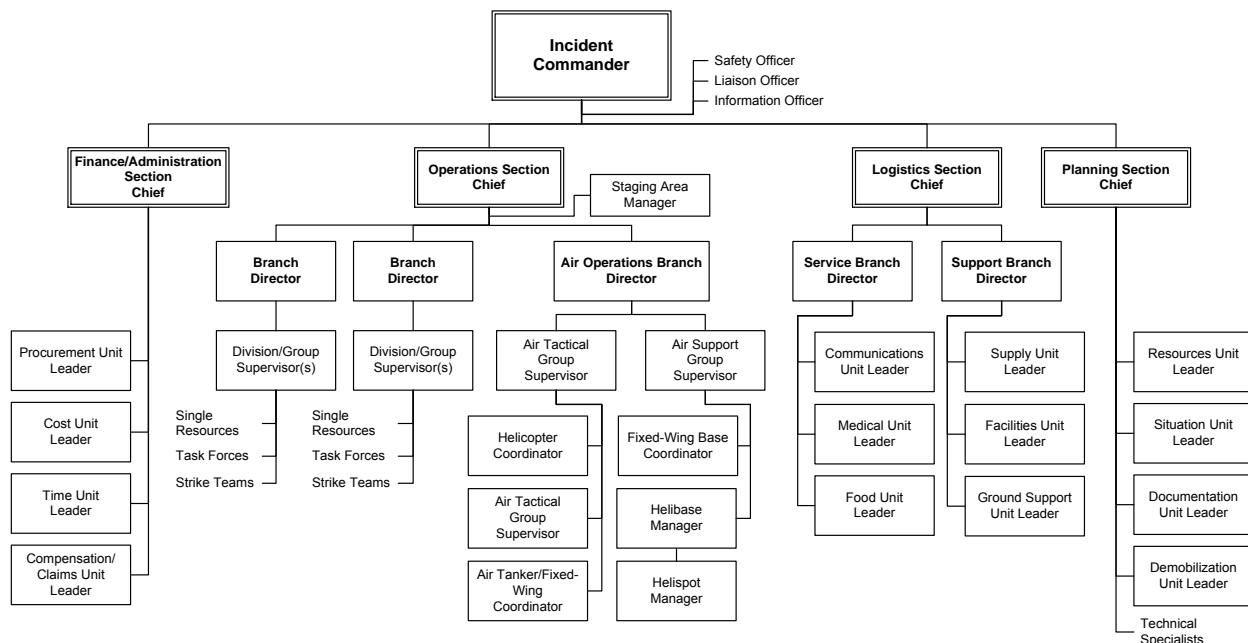 Incident
Commander
Safety Officer
Liaison Officer
Information Officer
Finance/Administration
Section
Chief
Operations Section
Chief
Logistics Section
Chief
Planning Section
Chief
Staging Area
Manager
Branch
Director
Branch
Director
Air Operations Branch
Director
Service Branch
Director
Support Branch
Director
Procurement Unit
Leader
Cost Unit
Leader
Time Unit
Leader
Compensation/
Claims Unit
Leader
Division/Group
Supervisor(s)
Single
Resources
Task Forces
Strike Teams
Division/Group
Supervisor(s)
Single
Resources
Task Forces
Strike Teams
Air Tactical
Group
Supervisor
Helicopter
Coordinator
Air Tactical
Group
Supervisor
Air Tanker/Fixed-
Wing
Coordinator
Air Support
Group
Supervisor
Fixed-Wing Base
Coordinator
Helibase
Manager
Helispot
Manager
Communications
Unit Leader
Medical Unit
Leader
Food Unit
Leader
Supply Unit
Leader
Facilities Unit
Leader
Ground Support
Unit Leader
Resources Unit
Leader
Situation Unit
Leader
Documentation
Unit Leader
Demobilization
Unit Leader
Technical
Specialists